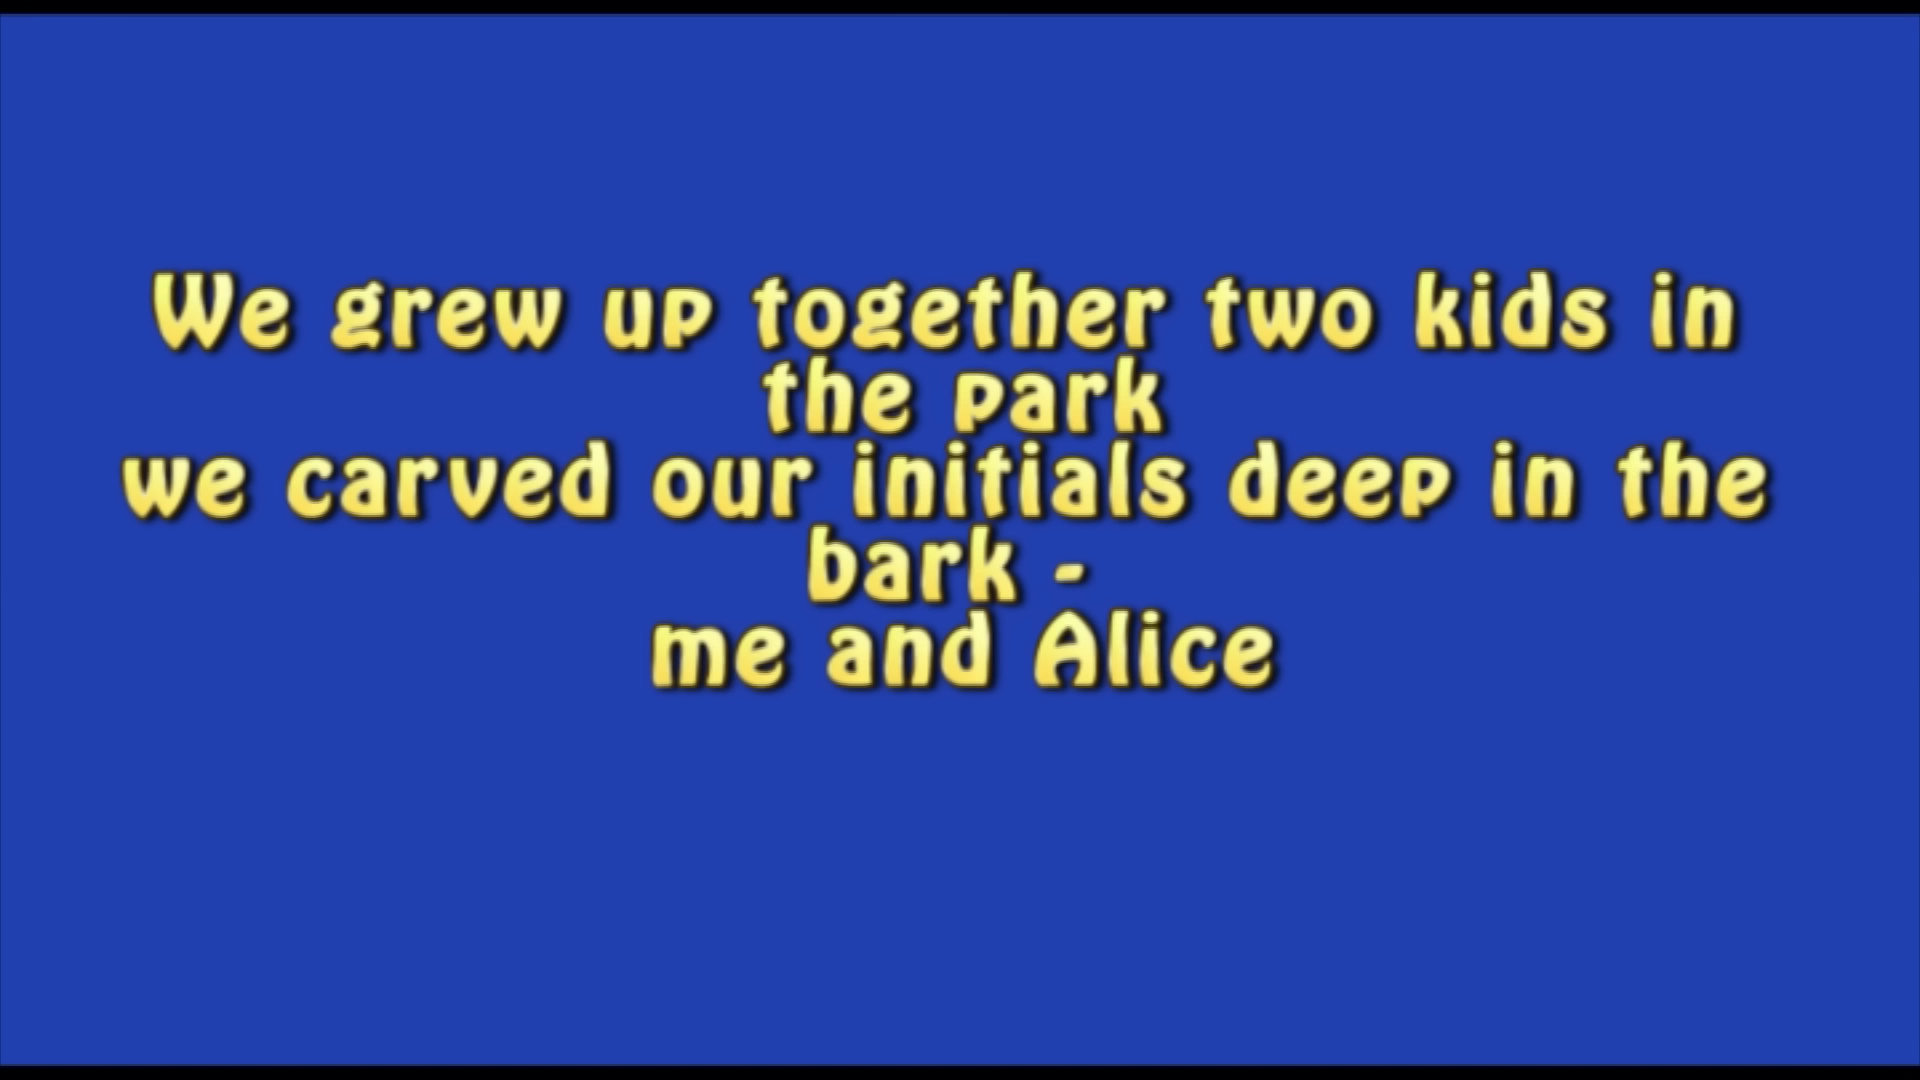 We grew up together two kids in
the park
we carved our initials deep in the
bark -
me and Alice